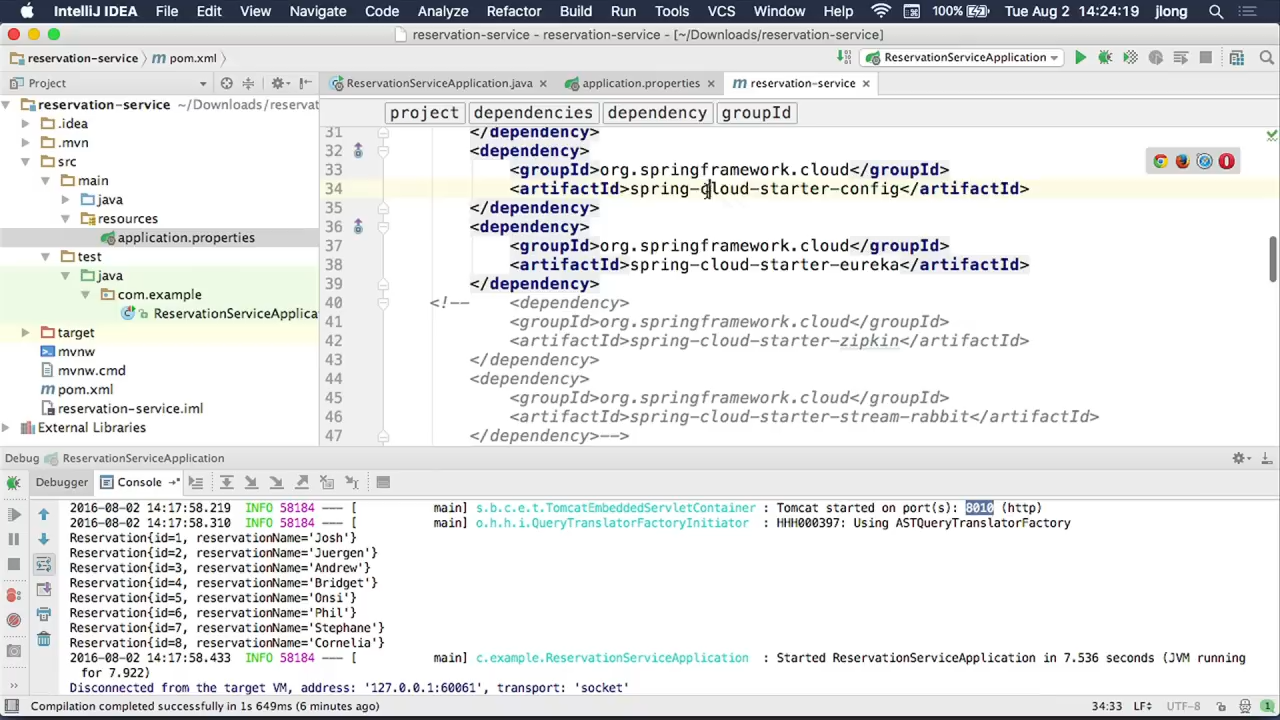 IntelliJ IDEA File Edit View Navigate Code Analyze Refactor Build Run Tools VCS Window Help 100% Tue Aug 2 14:24:19 jlong
reservation-service - reservation-service - [~/Downloads/reservation-service]
reservation-service pom.xml ReservationServiceApplication
Project ReservationServiceApplication.java application.properties reservation-service
reservation-service ~/Downloads/reservat
.idea
.mvn
src
main
java
resources
application.properties
test
java
com.example
ReservationServiceApplica
target
mvnw
mvnw.cmd
pom.xml
reservation-service.iml
External Libraries
project dependencies dependency groupId
31 </dependency>
32 <dependency>
33 <groupId>org.springframework.cloud</groupId>
34 <artifactId>spring-cloud-starter-config</artifactId>
35 </dependency>
36 <dependency>
37 <groupId>org.springframework.cloud</groupId>
38 <artifactId>spring-cloud-starter-eureka</artifactId>
39 </dependency>
40 <!-- <dependency>
41 <groupId>org.springframework.cloud</groupId>
42 <artifactId>spring-cloud-starter-zipkin</artifactId>
43 </dependency>
44 <dependency>
45 <groupId>org.springframework.cloud</groupId>
46 <artifactId>spring-cloud-starter-stream-rabbit</artifactId>
47 </dependency>-->
Debug ReservationServiceApplication
Debugger Console
2016-08-02 14:17:58.219 INFO 58184 --- [ main] s.b.c.e.t.TomcatEmbeddedServletContainer : Tomcat started on port(s): 8010 (http)
2016-08-02 14:17:58.310 INFO 58184 --- [ main] o.h.h.i.QueryTranslatorFactoryInitiator : HHH000397: Using ASTQueryTranslatorFactory
Reservation{id=1, reservationName='Josh'}
Reservation{id=2, reservationName='Juergen'}
Reservation{id=3, reservationName='Andrew'}
Reservation{id=4, reservationName='Bridget'}
Reservation{id=5, reservationName='Onsi'}
Reservation{id=6, reservationName='Phil'}
Reservation{id=7, reservationName='Stephane'}
Reservation{id=8, reservationName='Cornelia'}
2016-08-02 14:17:58.433 INFO 58184 --- [ main] c.example.ReservationServiceApplication : Started ReservationServiceApplication in 7.536 seconds (JVM running
for 7.922)
Disconnected from the target VM, address: '127.0.0.1:60061', transport: 'socket'
Compilation completed successfully in 1s 649ms (6 minutes ago) 34:33 LF UTF-8 1